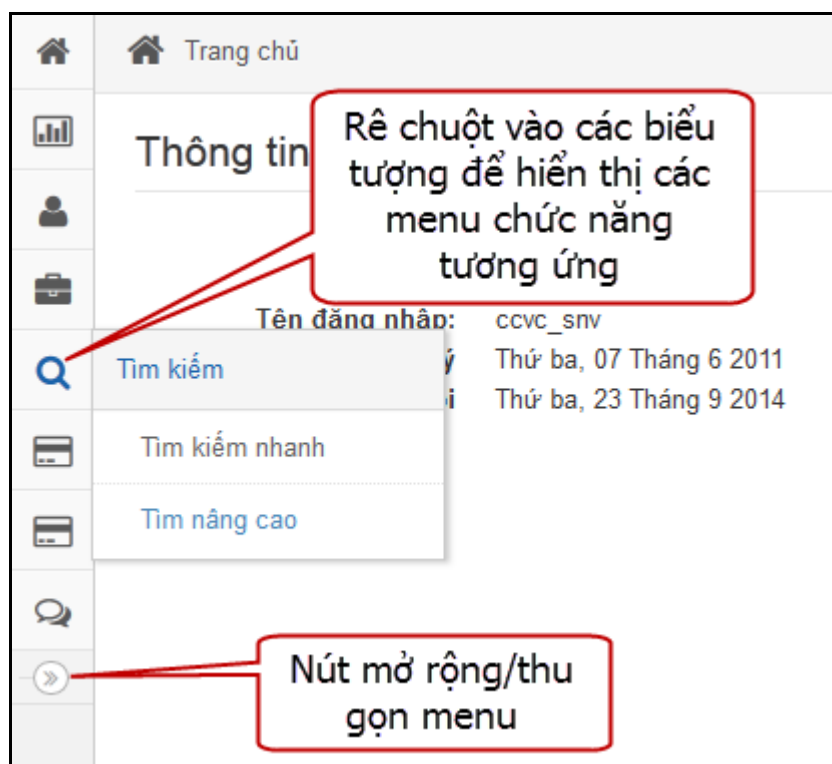 Trang chủ
Thông tin
Rê chuột vào các biểu
tượng để hiển thị các
menu chức năng
tương ứng
Tên đăng nhập: ccvc_snv
ý Thứ ba, 07 Tháng 6 2011
i Thứ ba, 23 Tháng 9 2014
Tìm kiếm
Tìm kiếm nhanh
Tìm nâng cao
Nút mở rộng/thu
gọn menu